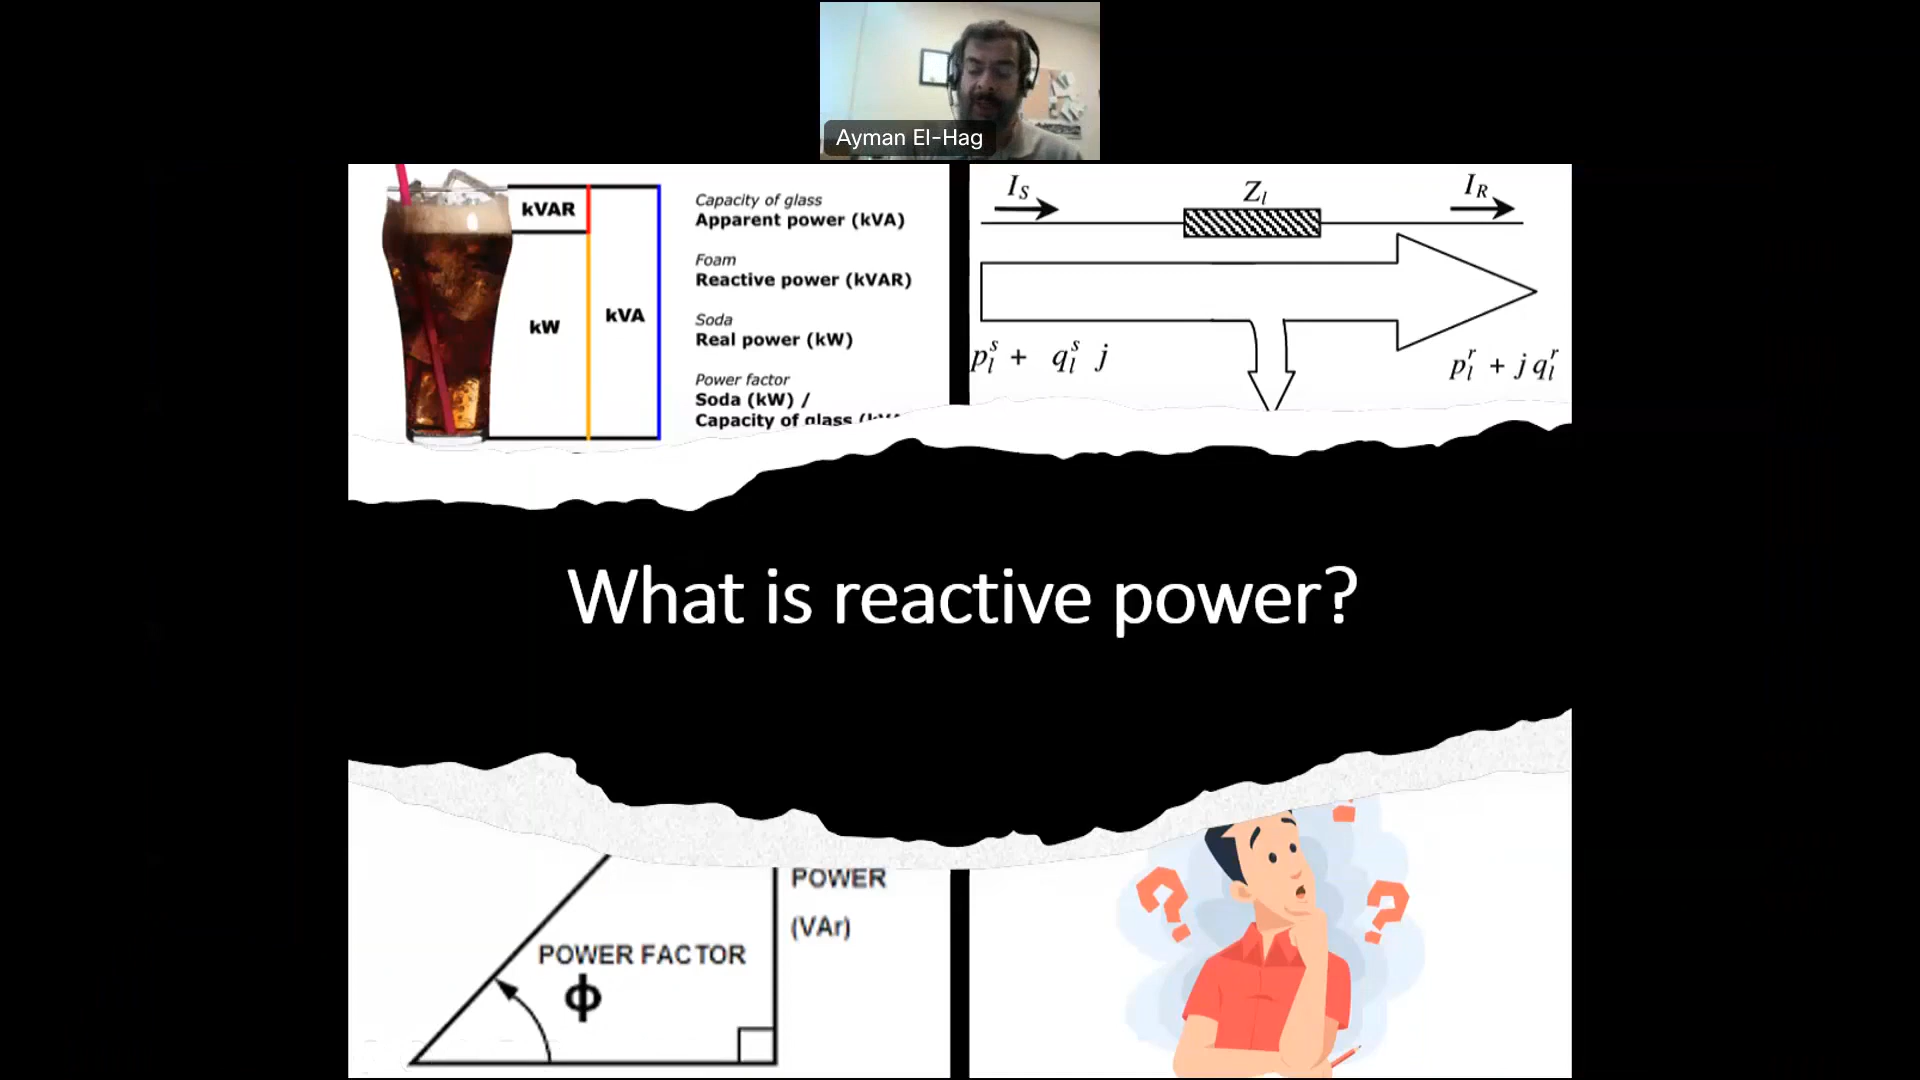 Ayman El-Hag
kVAR
kW
kVA
Capacity of glass
Apparent power (kVA)
Foam
Reactive power (kVAR)
Soda
Real power (kW)
Power factor
Soda (kW) /
Capacity of glass
I_S
Z_l
I_R
p_l^s + q_l^s j
p_l^r + j q_l^r
What is reactive power?
POWER
(VAr)
POWER FACTOR
ϕ